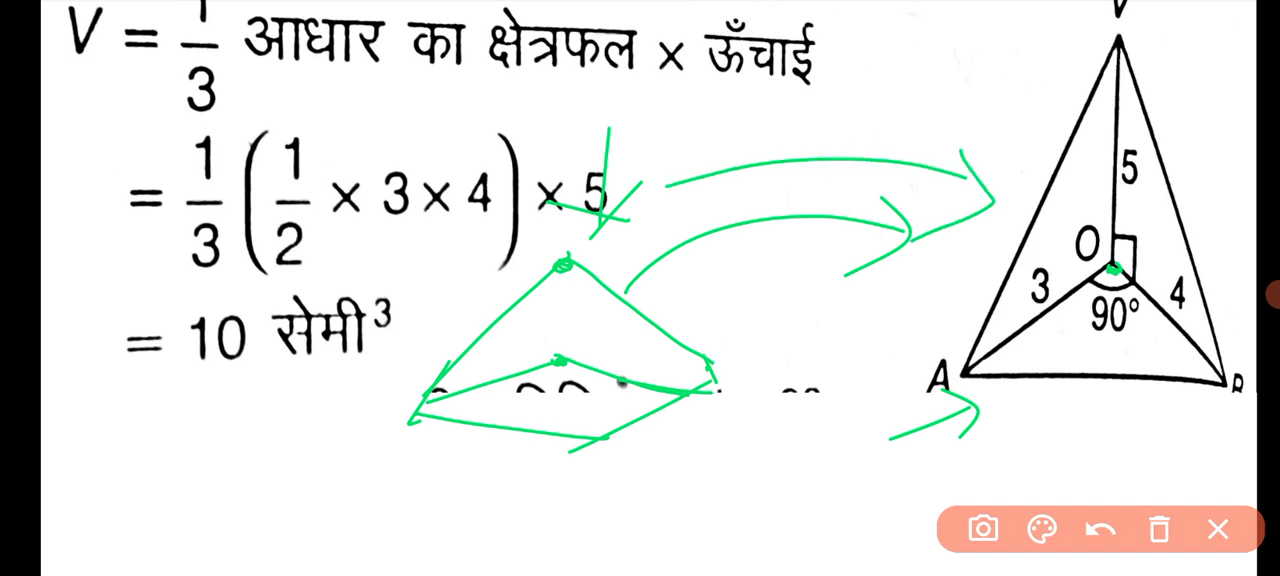 V = 1/3 आधार का क्षेत्रफल × ऊँचाई
= 1/3 (1/2 × 3 × 4) × 5
= 10 सेमी³
V
5
O
3
4
90°
A
B